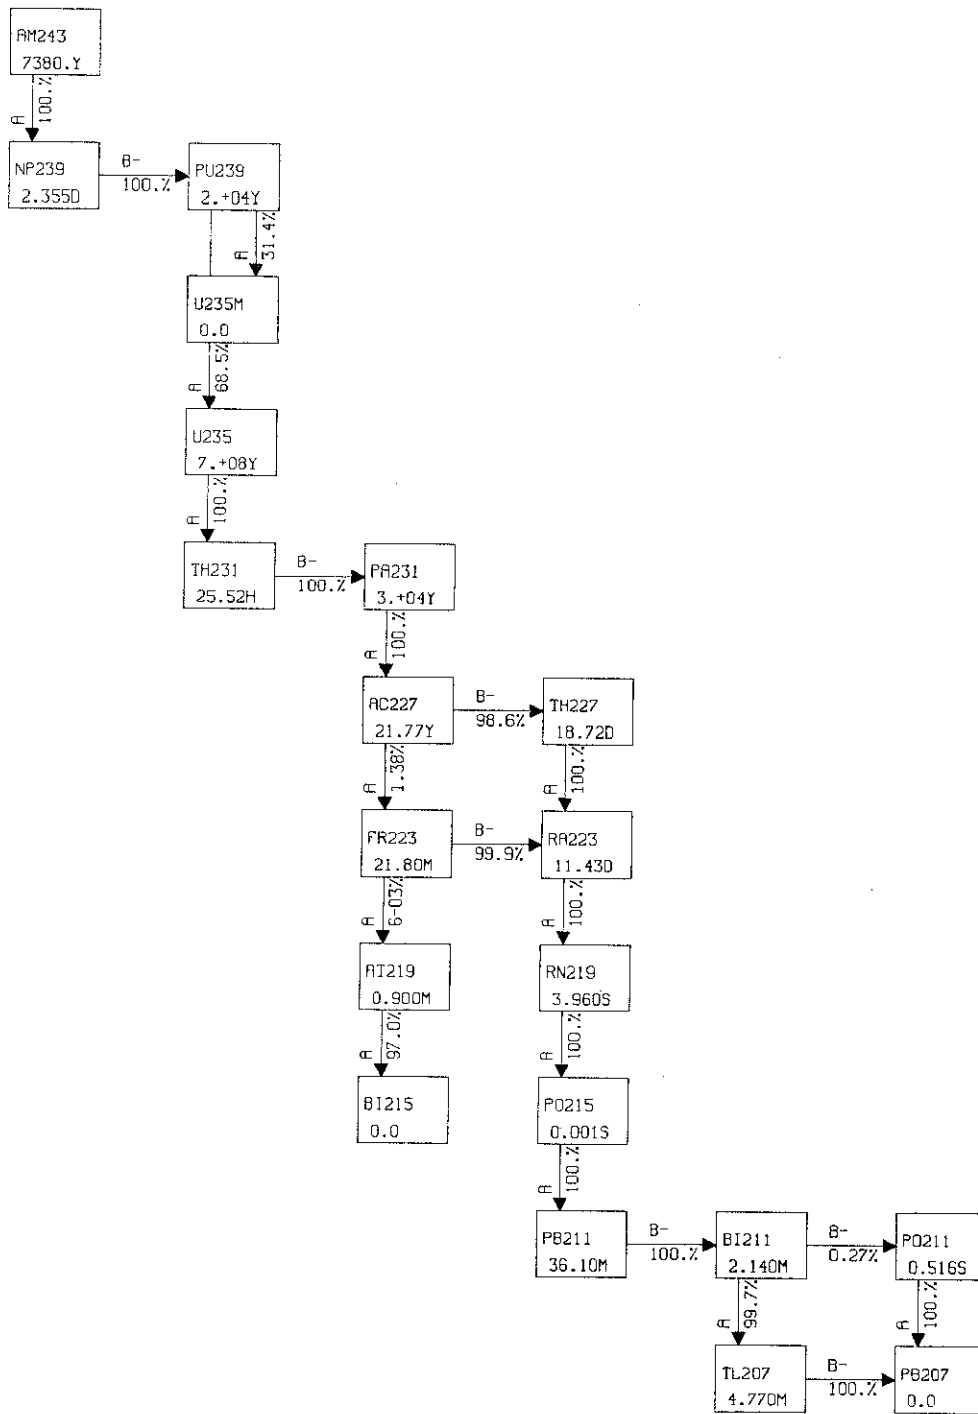 AM243
7380.Y
A
100.%
NP239
2.355D
B-
100.%
PU239
2.+04Y
A
31.4%
U235M
0.0
A
68.5%
U235
7.+08Y
A
100.%
TH231
25.52H
B-
100.%
PA231
3.+04Y
A
100.%
AC227
21.77Y
B-
98.6%
TH227
18.72D
A
1.38%
A
100.%
FR223
21.80M
B-
99.9%
RA223
11.43D
A
6-03%
A
100.%
AT219
0.900M
RN219
3.960S
A
97.0%
A
100.%
BI215
0.0
PO215
0.001S
A
100.%
PB211
36.10M
B-
100.%
BI211
2.140M
B-
0.27%
PO211
0.516S
A
99.7%
A
100.%
TL207
4.770M
B-
100.%
PB207
0.0